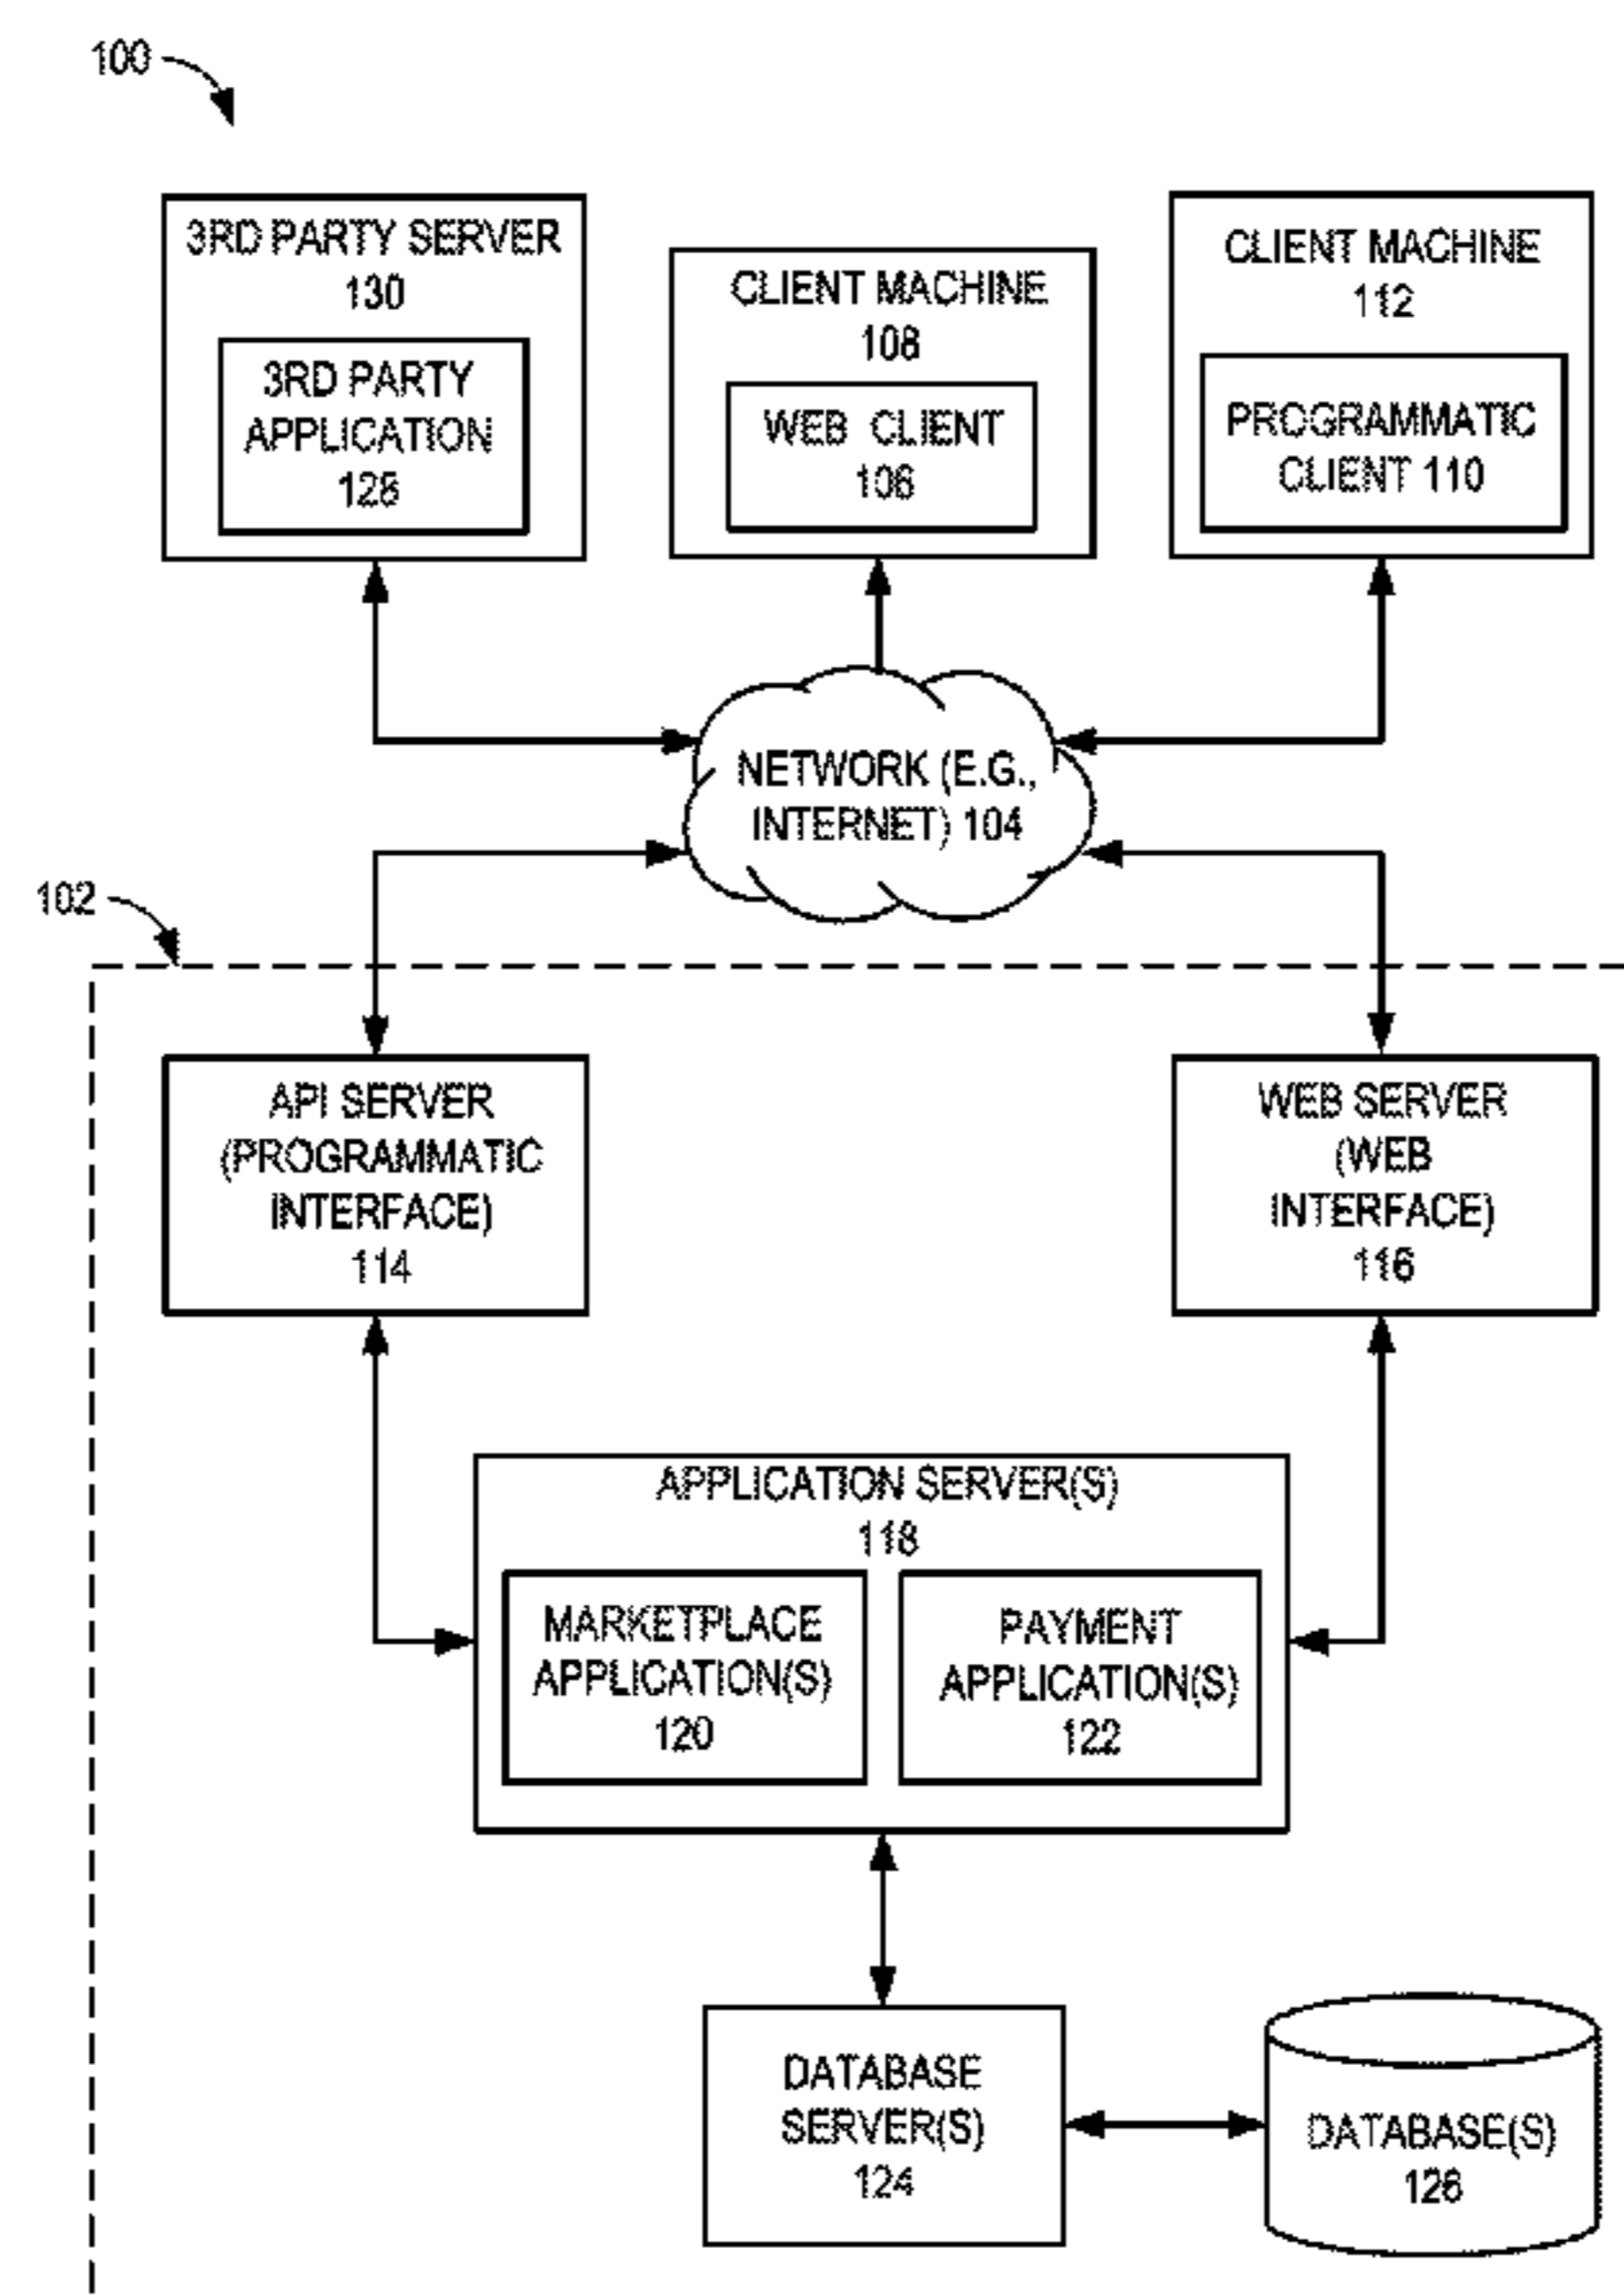 100
3RD PARTY SERVER
130
3RD PARTY
APPLICATION
128
CLIENT MACHINE
108
WEB CLIENT
106
CLIENT MACHINE
112
PROGRAMMATIC
CLIENT 110
NETWORK (E.G.,
INTERNET) 104
102
API SERVER
(PROGRAMMATIC
INTERFACE)
114
WEB SERVER
(WEB
INTERFACE)
116
APPLICATION SERVER(S)
118
MARKETPLACE
APPLICATION(S)
120
PAYMENT
APPLICATION(S)
122
DATABASE
SERVER(S)
124
DATABASE(S)
126